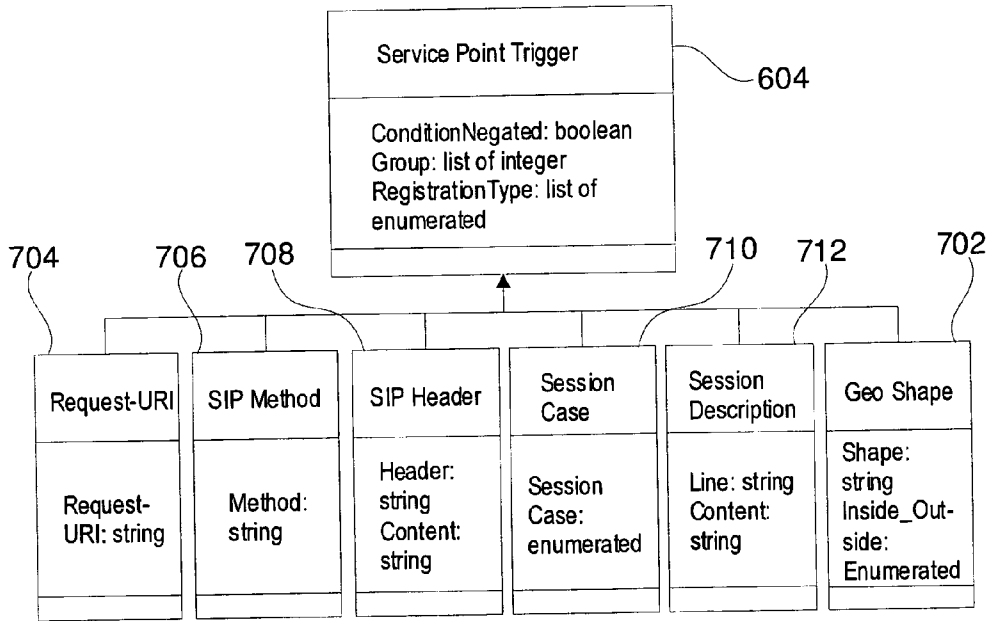 Service Point Trigger
604
ConditionNegated: boolean
Group: list of integer
RegistrationType: list of
enumerated
704
706
708
710
712
702
Request-URI
Request-
URI: string
SIP Method
Method:
string
SIP Header
Header:
string
Content:
string
Session
Case
Session
Case:
enumerated
Session
Description
Line: string
Content:
string
Geo Shape
Shape:
string
Inside_Out-
side:
Enumerated